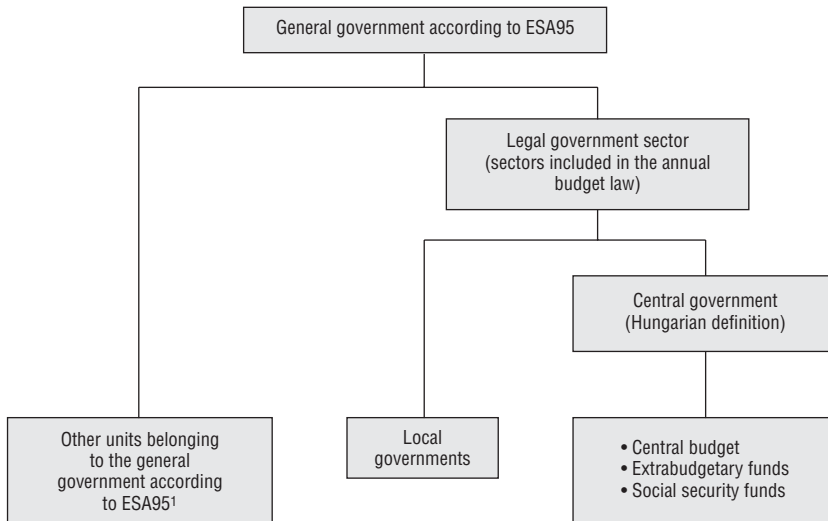 General government according to ESA95
Legal government sector
(sectors included in the annual
budget law)
Central government
(Hungarian definition)
Other units belonging
to the general
government according
to ESA95¹
Local
governments
• Central budget
• Extrabudgetary funds
• Social security funds